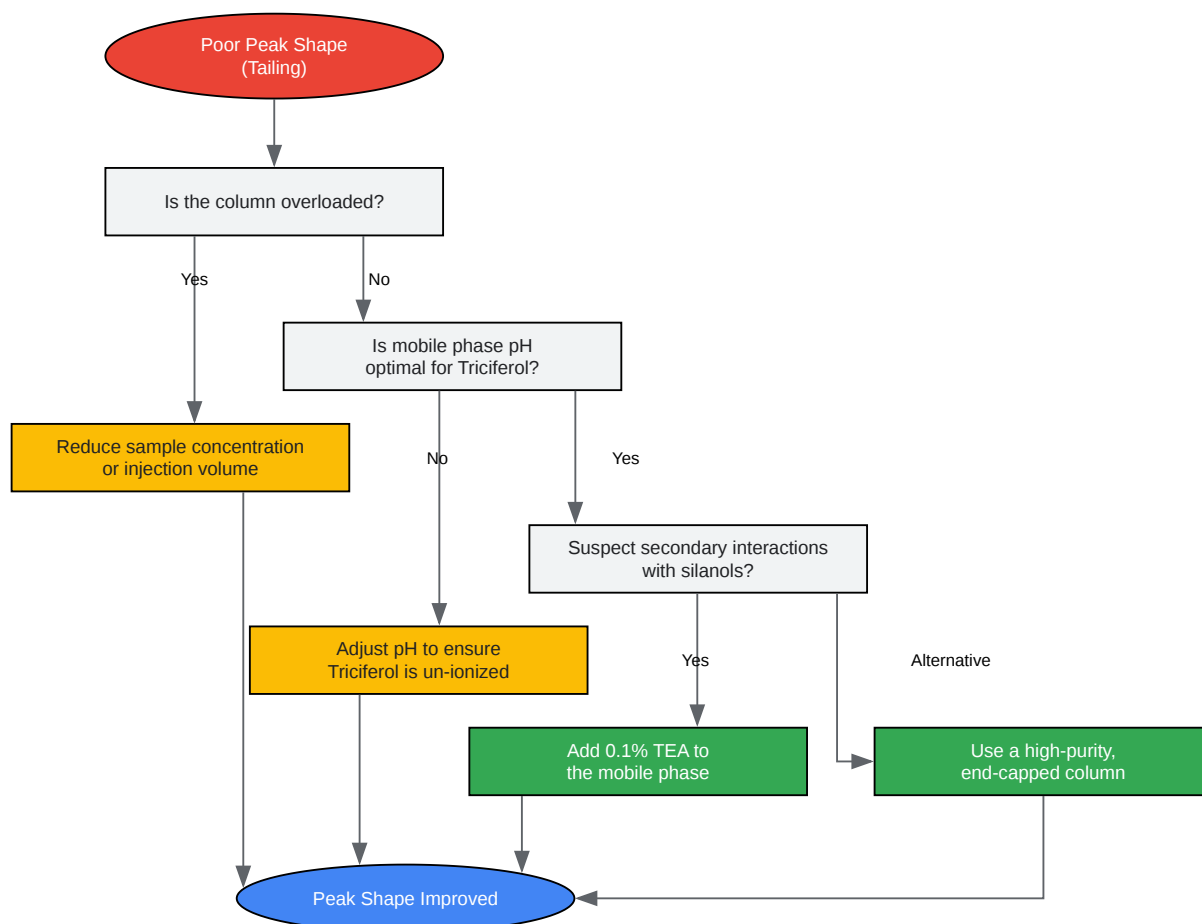 Poor Peak Shape
(Tailing)
Is the column overloaded?
Yes
No
Is mobile phase pH
optimal for Triciferol?
Reduce sample concentration
or injection volume
No
Yes
Suspect secondary interactions
with silanols?
Adjust pH to ensure
Triciferol is un-ionized
Yes
Alternative
Add 0.1% TEA to
the mobile phase
Use a high-purity,
end-capped column
Peak Shape Improved